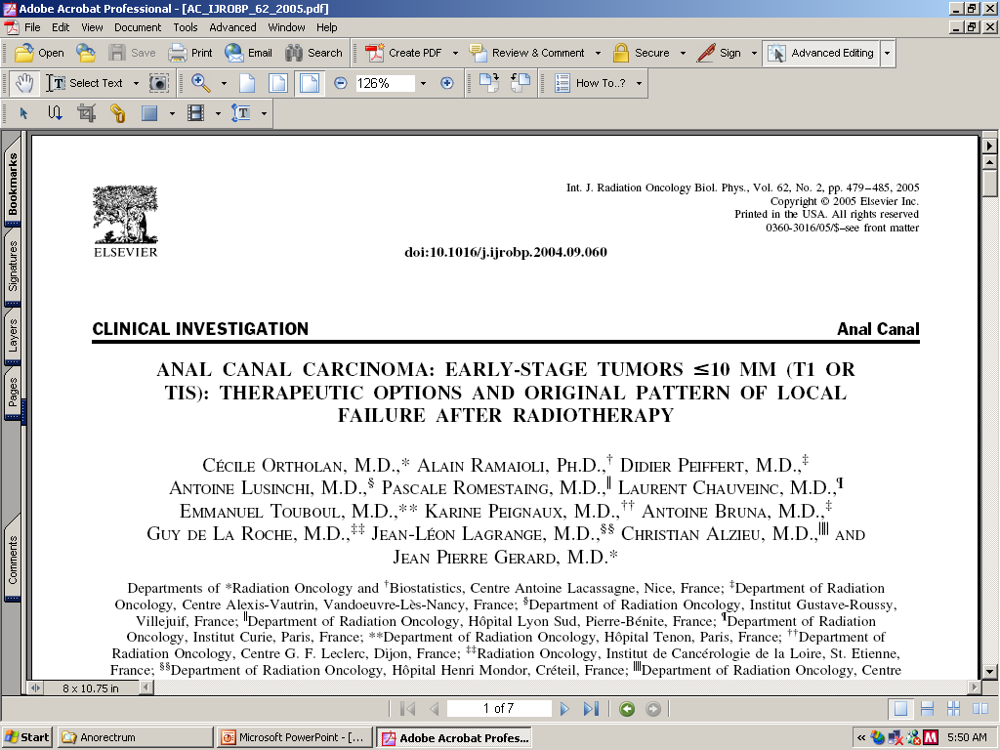 Adobe Acrobat Professional - [AC_IJROBP_62_2005.pdf]
File Edit View Document Tools Advanced Window Help
Open Save Print Email Search Create PDF Review & Comment Secure Sign Advanced Editing
Select Text 126% How To..?
Bookmarks
Signatures
Layers
Pages
Comments
ELSEVIER
Int. J. Radiation Oncology Biol. Phys., Vol. 62, No. 2, pp. 479–485, 2005
Copyright © 2005 Elsevier Inc.
Printed in the USA. All rights reserved
0360-3016/05/$–see front matter
doi:10.1016/j.ijrobp.2004.09.060
CLINICAL INVESTIGATION Anal Canal
ANAL CANAL CARCINOMA: EARLY-STAGE TUMORS ≤10 MM (T1 OR
TIS): THERAPEUTIC OPTIONS AND ORIGINAL PATTERN OF LOCAL
FAILURE AFTER RADIOTHERAPY
Cécile Ortholan, M.D.,* Alain Ramaioli, Ph.D.,† Didier Peiffert, M.D.,‡
Antoine Lusinchi, M.D.,§ Pascale Romestaing, M.D.,‖ Laurent Chauveinc, M.D.,¶
Emmanuel Touboul, M.D.,** Karine Peignaux, M.D.,†† Antoine Bruna, M.D.,‡
Guy de La Roche, M.D.,‡‡ Jean-Léon Lagrange, M.D.,§§ Christian Alzieu, M.D.,‖‖ and
Jean Pierre Gerard, M.D.*
Departments of *Radiation Oncology and †Biostatistics, Centre Antoine Lacassagne, Nice, France; ‡Department of Radiation
Oncology, Centre Alexis-Vautrin, Vandoeuvre-Lès-Nancy, France; §Department of Radiation Oncology, Institut Gustave-Roussy,
Villejuif, France; ‖Department of Radiation Oncology, Hôpital Lyon Sud, Pierre-Bénite, France; ¶Department of Radiation
Oncology, Institut Curie, Paris, France; **Department of Radiation Oncology, Hôpital Tenon, Paris, France; ††Department of
Radiation Oncology, Centre G. F. Leclerc, Dijon, France; ‡‡Radiation Oncology, Institut de Cancérologie de la Loire, St. Etienne,
France; §§Department of Radiation Oncology, Hôpital Henri Mondor, Créteil, France; ‖‖Department of Radiation Oncology, Centre
8 x 10.75 in
1 of 7
Start Anorectrum Microsoft PowerPoint - [... Adobe Acrobat Profes... « M 5:50 AM